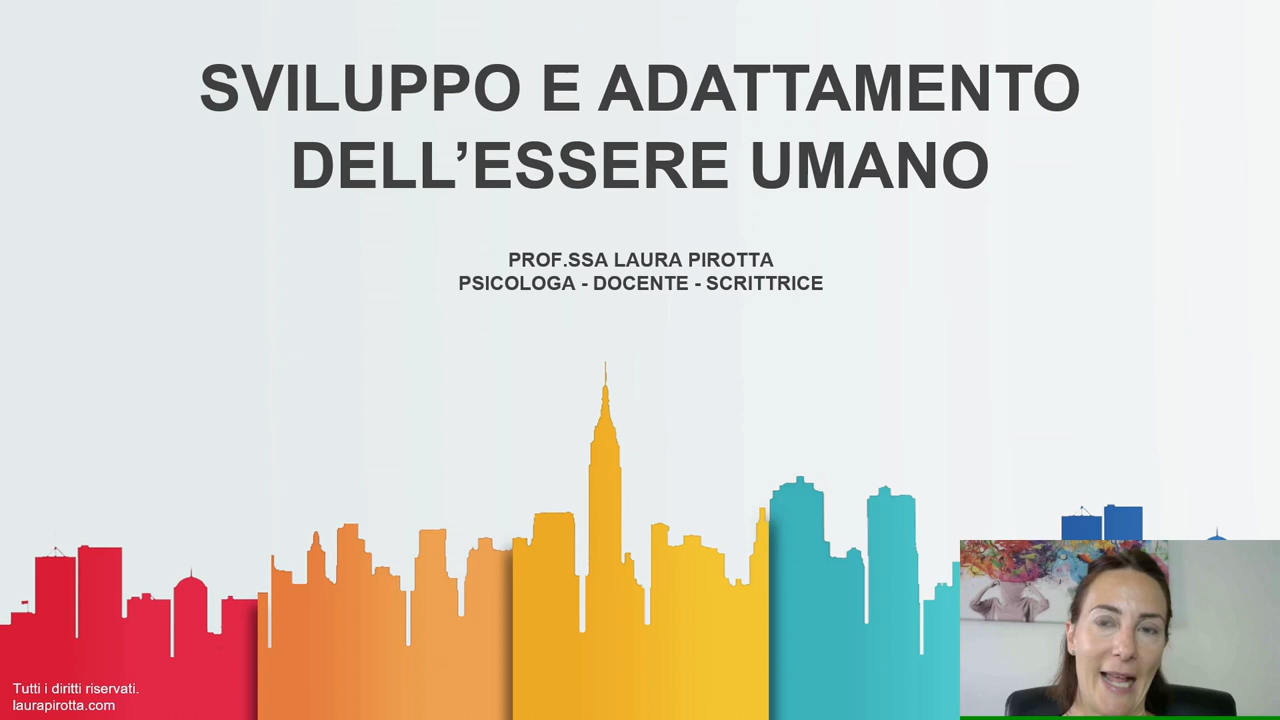 SVILUPPO E ADATTAMENTO
DELL’ESSERE UMANO
PROF.SSA LAURA PIROTTA
PSICOLOGA - DOCENTE - SCRITTRICE
Tutti i diritti riservati.
laurapirotta.com